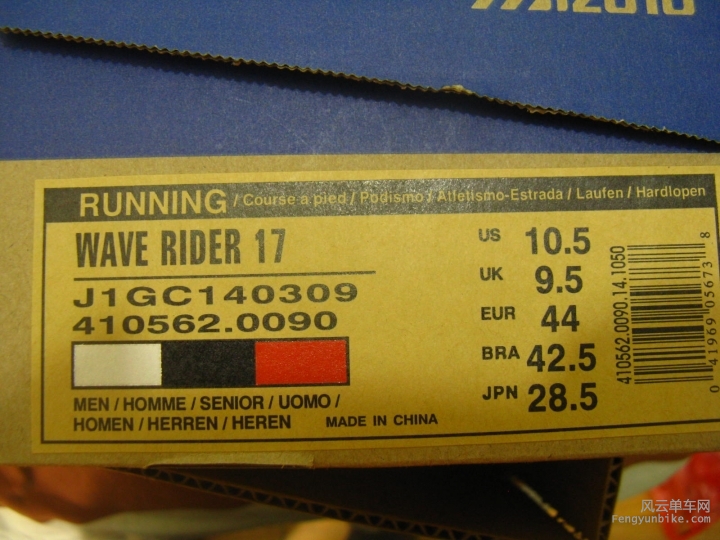 MIZUNO
RUNNING / Course a pied / Podismo / Atletismo-Estrada / Laufen / Hardlopen
WAVE RIDER 17
J1GC140309
410562.0090
MEN / HOMME / SENIOR / UOMO /
HOMEN / HERREN / HEREN MADE IN CHINA
US 10.5
UK 9.5
EUR 44
BRA 42.5
JPN 28.5
410562.0090.14.1050
0 41969 05673 8
风云单车网
Fengyunbike.com